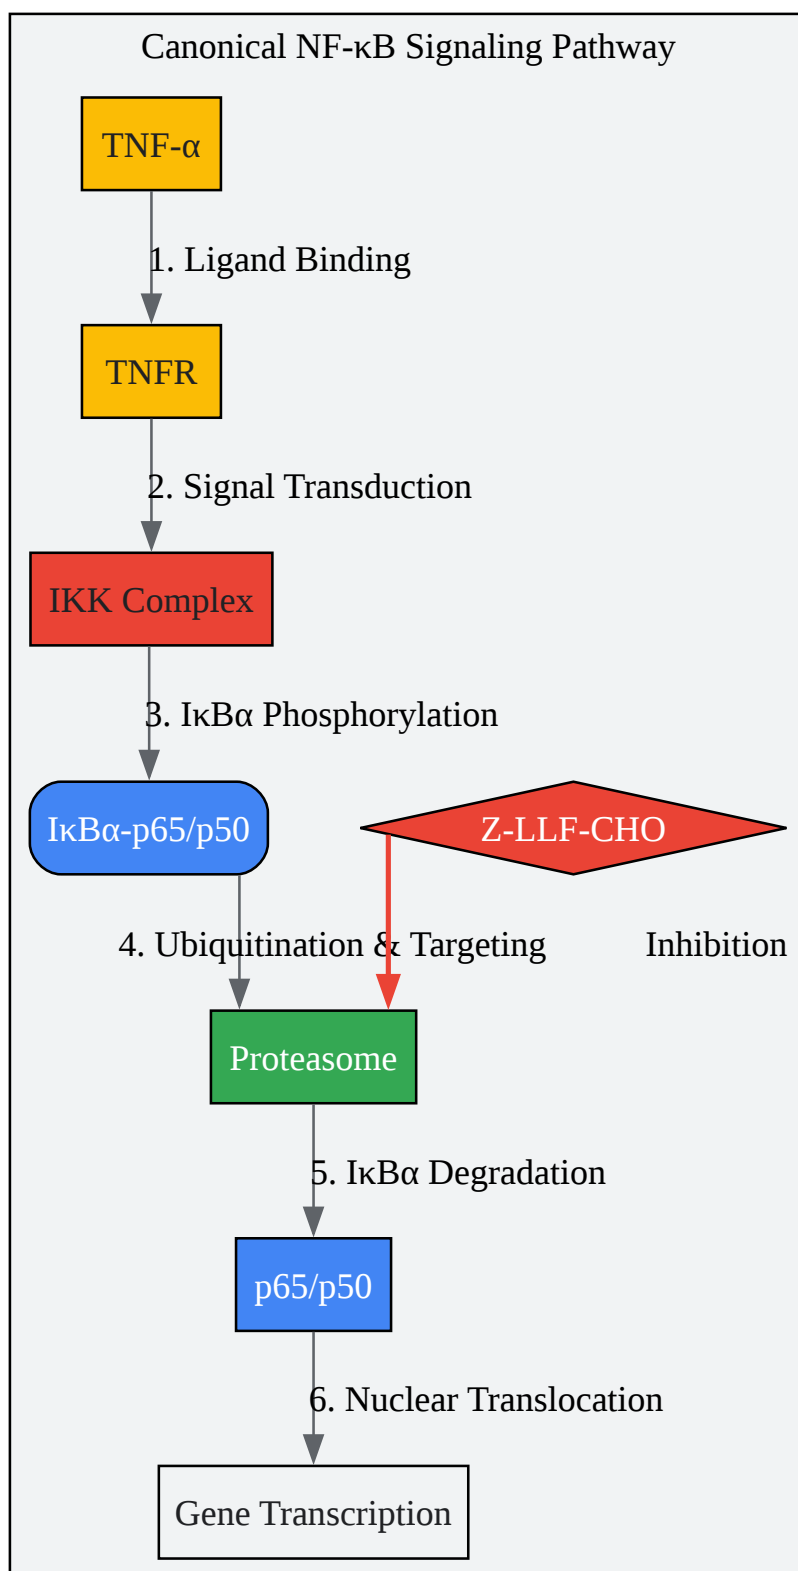 Canonical NF-κB Signaling Pathway
TNF-α
1. Ligand Binding
TNFR
2. Signal Transduction
IKK Complex
3. IκBα Phosphorylation
IκBα-p65/p50
Z-LLF-CHO
4. Ubiquitination & Targeting
Inhibition
Proteasome
5. IκBα Degradation
p65/p50
6. Nuclear Translocation
Gene Transcription